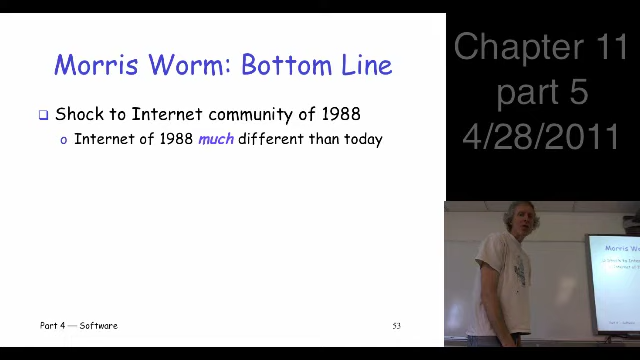 Morris Worm: Bottom Line
Shock to Internet community of 1988
o Internet of 1988 much different than today
Part 4 — Software
53
Chapter 11
part 5
4/28/2011
Morris W